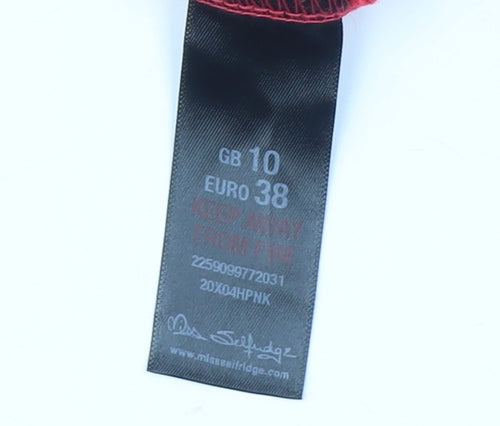 GB 10
EURO 38
KEEP AWAY
FROM FIRE
2259099772031
20X04HPNK
Miss Selfridge
www.missselfridge.com